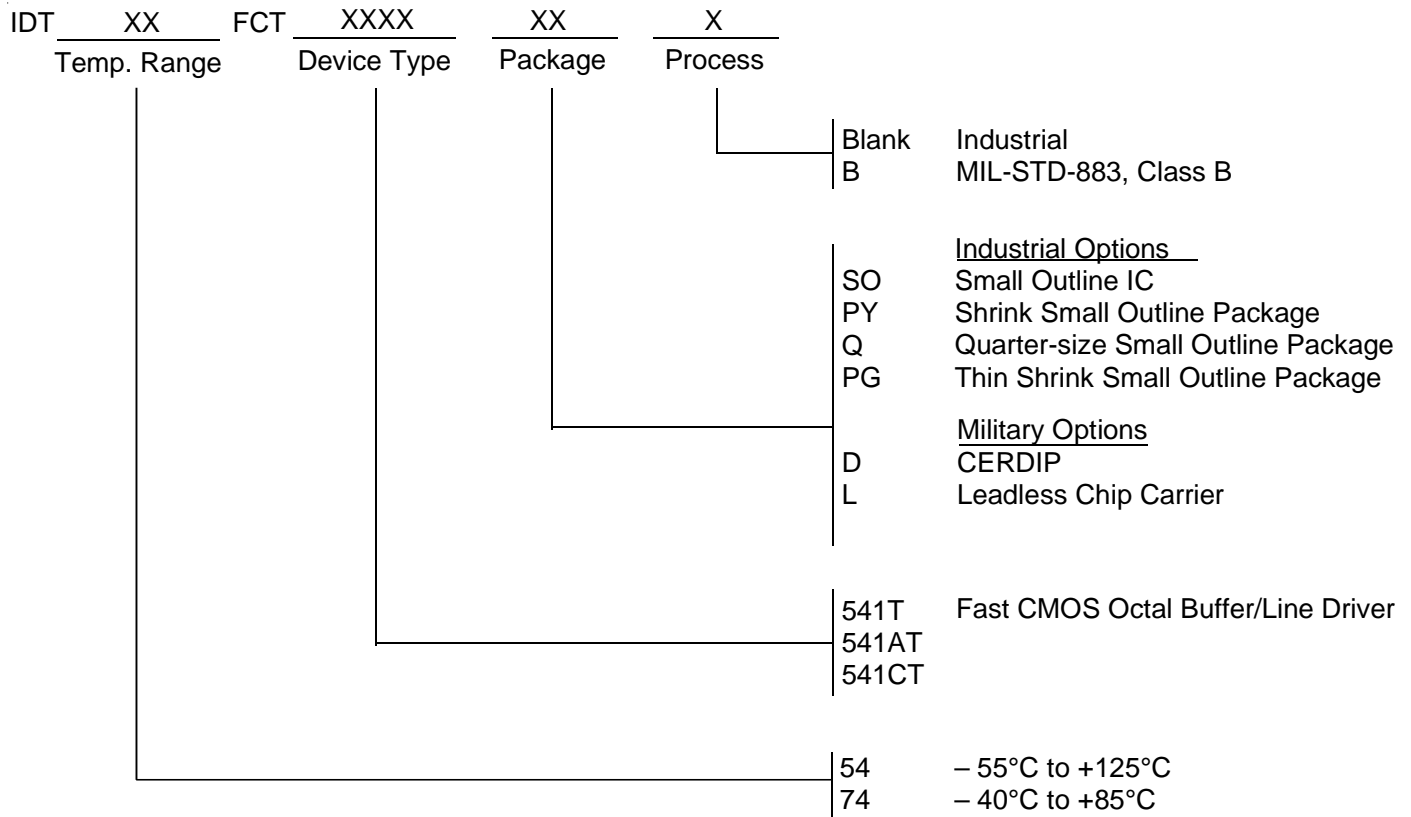 IDT XX FCT XXXX XX X
Temp. Range Device Type Package Process
Blank Industrial
B MIL-STD-883, Class B
Industrial Options
SO Small Outline IC
PY Shrink Small Outline Package
Q Quarter-size Small Outline Package
PG Thin Shrink Small Outline Package
Military Options
D CERDIP
L Leadless Chip Carrier
541T Fast CMOS Octal Buffer/Line Driver
541AT
541CT
54 – 55°C to +125°C
74 – 40°C to +85°C